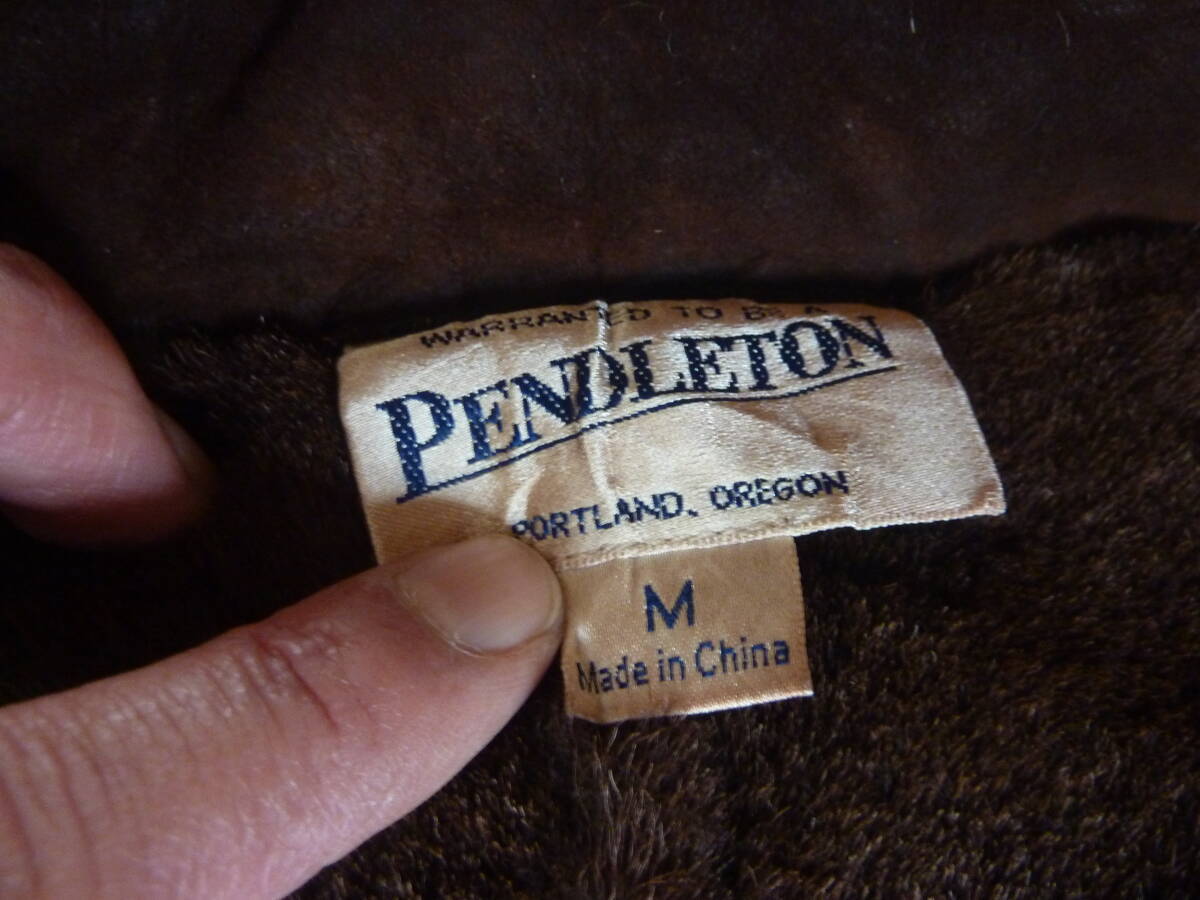 WARRANTED TO BE A
PENDLETON
PORTLAND, OREGON
M
Made in China